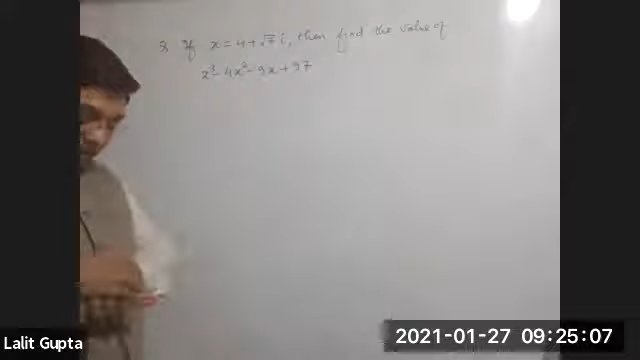 If x = 4 + √7 i, then find the value of
x³ - 4x² - 9x + 97
Lalit Gupta
2021-01-27 09:25:07